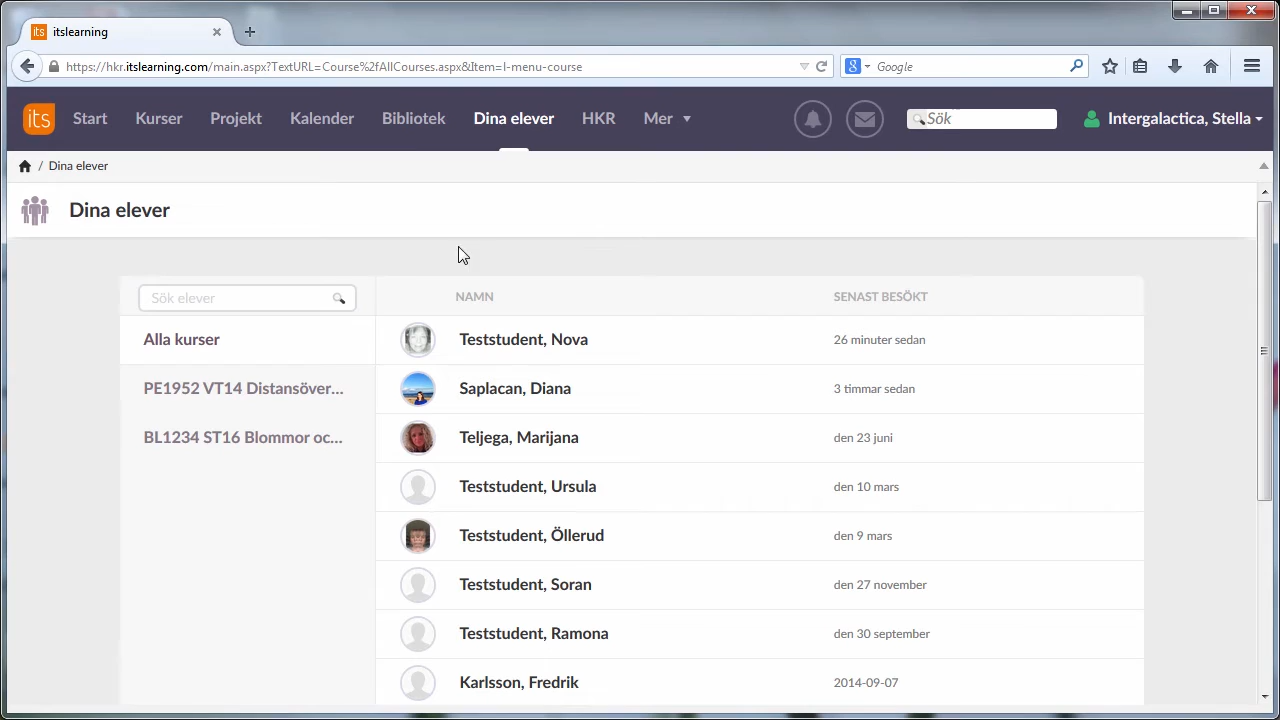 its itslearning
https://hkr.itslearning.com/main.aspx?TextURL=Course%2fAllCourses.aspx&Item=l-menu-course
8 Google
its Start Kurser Projekt Kalender Bibliotek Dina elever HKR Mer Sök Intergalactica, Stella
/ Dina elever
Dina elever
Sök elever NAMN SENAST BESÖKT
Alla kurser Teststudent, Nova 26 minuter sedan
PE1952 VT14 Distansöver... Saplacan, Diana 3 timmar sedan
BL1234 ST16 Blommor oc... Teljega, Marijana den 23 juni
Teststudent, Ursula den 10 mars
Teststudent, Öllerud den 9 mars
Teststudent, Soran den 27 november
Teststudent, Ramona den 30 september
Karlsson, Fredrik 2014-09-07